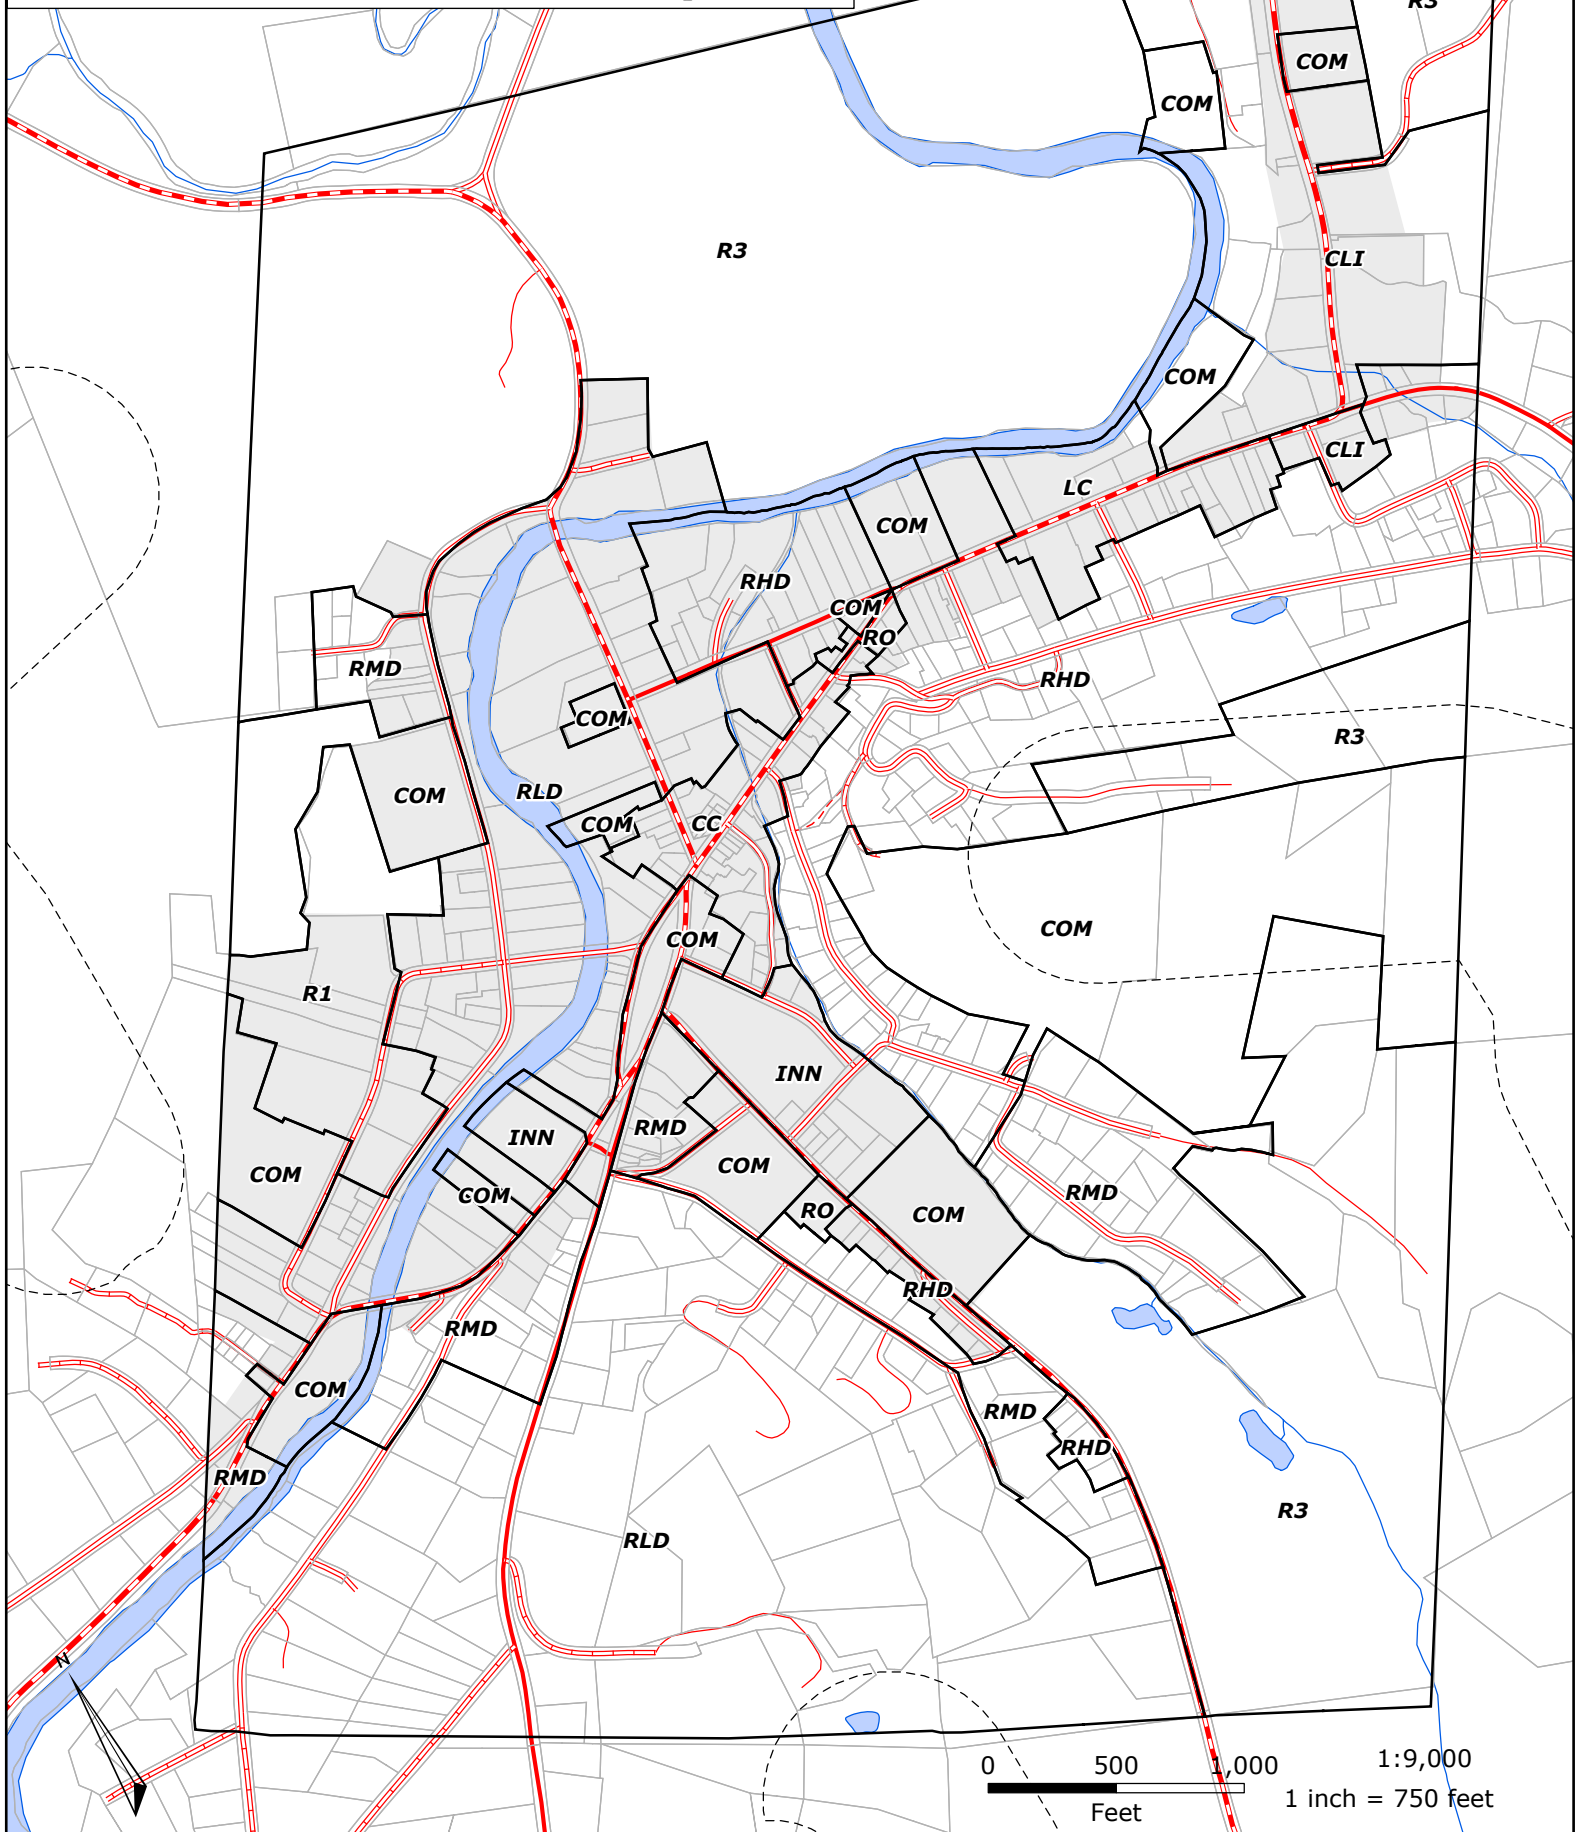 R3
COM
COM
R3
CLI
COM
CLI
LC
COM
RHD
COM
RO
RMD
RHD
COM
R3
RLD
COM
COM
CC
COM
COM
R1
INN
RMD
INN
COM
COM
COM
RMD
RO
COM
RHD
RMD
COM
RMD
RHD
RMD
R3
RLD
N
0 500 1,000
Feet
1:9,000
1 inch = 750 feet